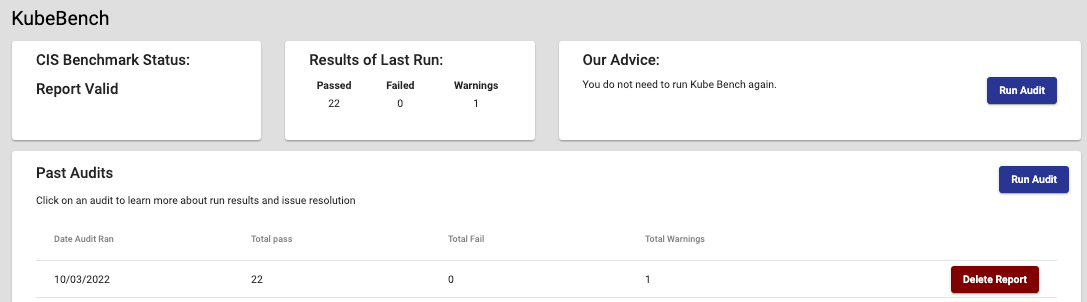 KubeBench
CIS Benchmark Status:
Report Valid
Results of Last Run:
Passed Failed Warnings
22 0 1
Our Advice:
You do not need to run Kube Bench again.
Run Audit
Past Audits
Run Audit
Click on an audit to learn more about run results and issue resolution
Date Audit Ran Total pass Total Fail Total Warnings
10/03/2022 22 0 1 Delete Report